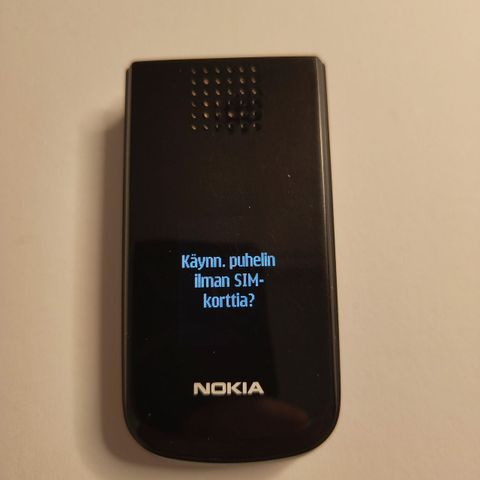 Käynn. puhelin
ilman SIM-
korttia?
NOKIA